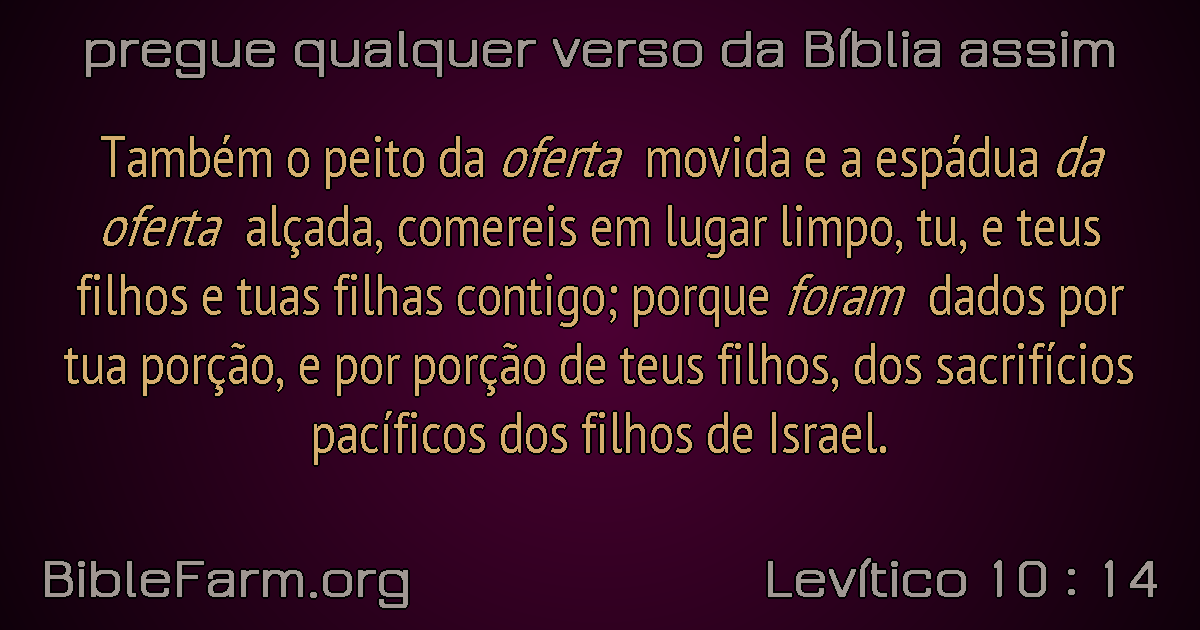 pregue qualquer verso da Bíblia assim
Também o peito da oferta movida e a espádua da
oferta alçada, comereis em lugar limpo, tu, e teus
filhos e tuas filhas contigo; porque foram dados por
tua porção, e por porção de teus filhos, dos sacrifícios
pacíficos dos filhos de Israel.
BibleFarm.org
Levítico 10 : 14